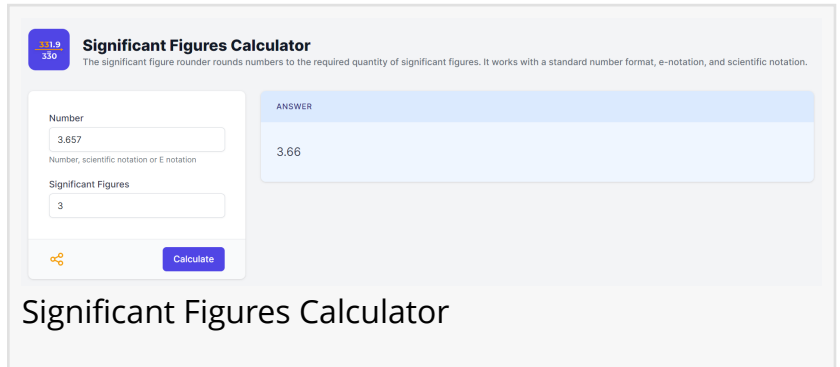 331.9
330
Significant Figures Calculator
The significant figure rounder rounds numbers to the required quantity of significant figures. It works with a standard number format, e-notation, and scientific notation.
Number
3.657
Number, scientific notation or E notation
Significant Figures
3
Calculate
ANSWER
3.66
Significant Figures Calculator